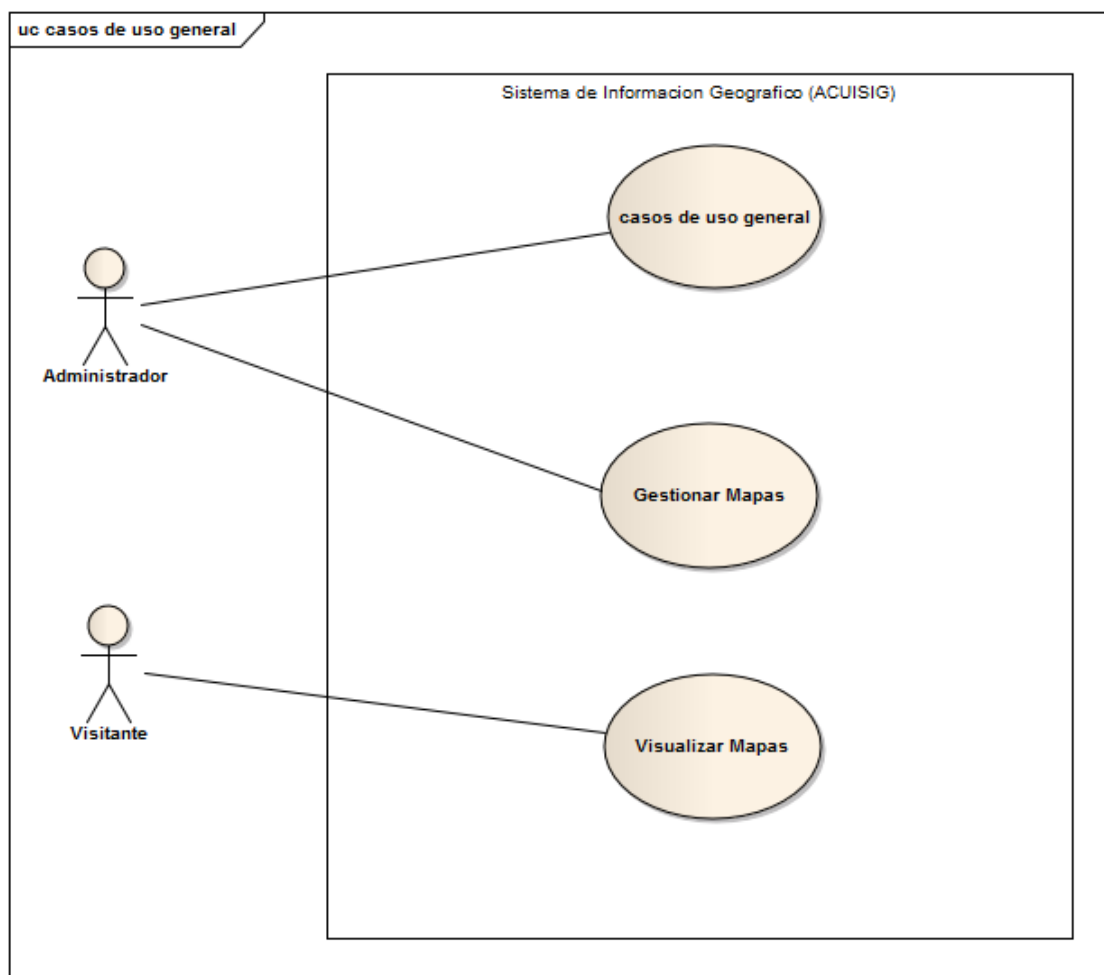 uc casos de uso general
Sistema de Informacion Geografico (ACUISIG)
casos de uso general
Administrador
Gestionar Mapas
Visitante
Visualizar Mapas